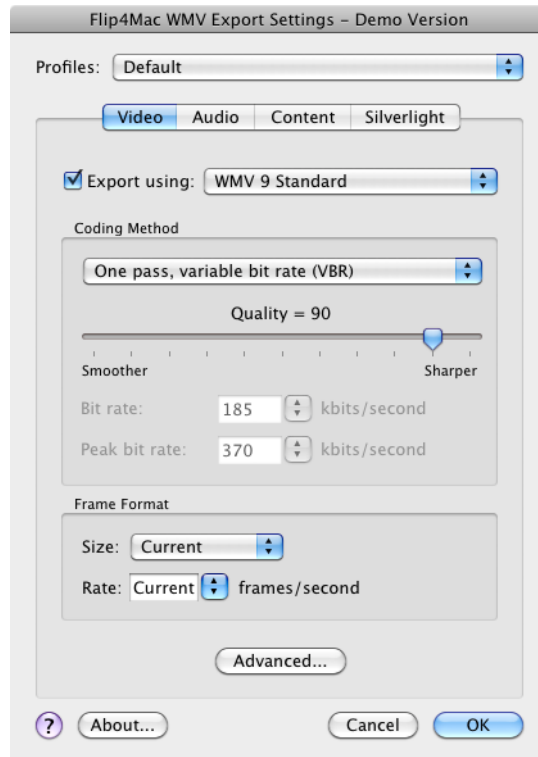 Flip4Mac WMV Export Settings – Demo Version
Profiles: Default
Video Audio Content Silverlight
Export using: WMV 9 Standard
Coding Method
One pass, variable bit rate (VBR)
Quality = 90
Smoother Sharper
Bit rate: 185 kbits/second
Peak bit rate: 370 kbits/second
Frame Format
Size: Current
Rate: Current frames/second
Advanced...
? About... Cancel OK